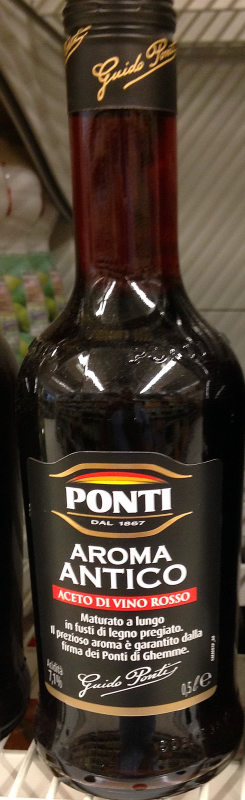 Guido Ponti
PONTI
DAL 1867
AROMA
ANTICO
ACETO DI VINO ROSSO
Maturato a lungo
in fusti di legno pregiato.
Il prezioso aroma è garantito dalla
firma dei Ponti di Ghemme.
Acidità
7,1%
Guido Ponti
0,5 ℓ e